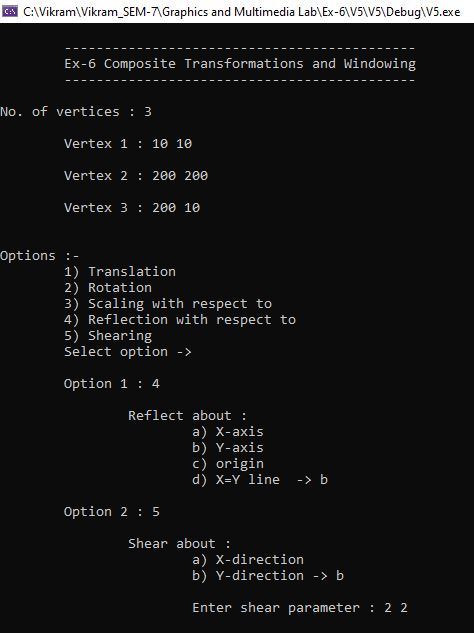 C:\Vikram\Vikram_SEM-7\Graphics and Multimedia Lab\Ex-6\V5\V5\Debug\V5.exe
--------------------------------------------
Ex-6 Composite Transformations and Windowing
--------------------------------------------
No. of vertices : 3
Vertex 1 : 10 10
Vertex 2 : 200 200
Vertex 3 : 200 10
Options :-
1) Translation
2) Rotation
3) Scaling with respect to
4) Reflection with respect to
5) Shearing
Select option ->
Option 1 : 4
Reflect about :
a) X-axis
b) Y-axis
c) origin
d) X=Y line  -> b
Option 2 : 5
Shear about :
a) X-direction
b) Y-direction -> b
Enter shear parameter : 2 2